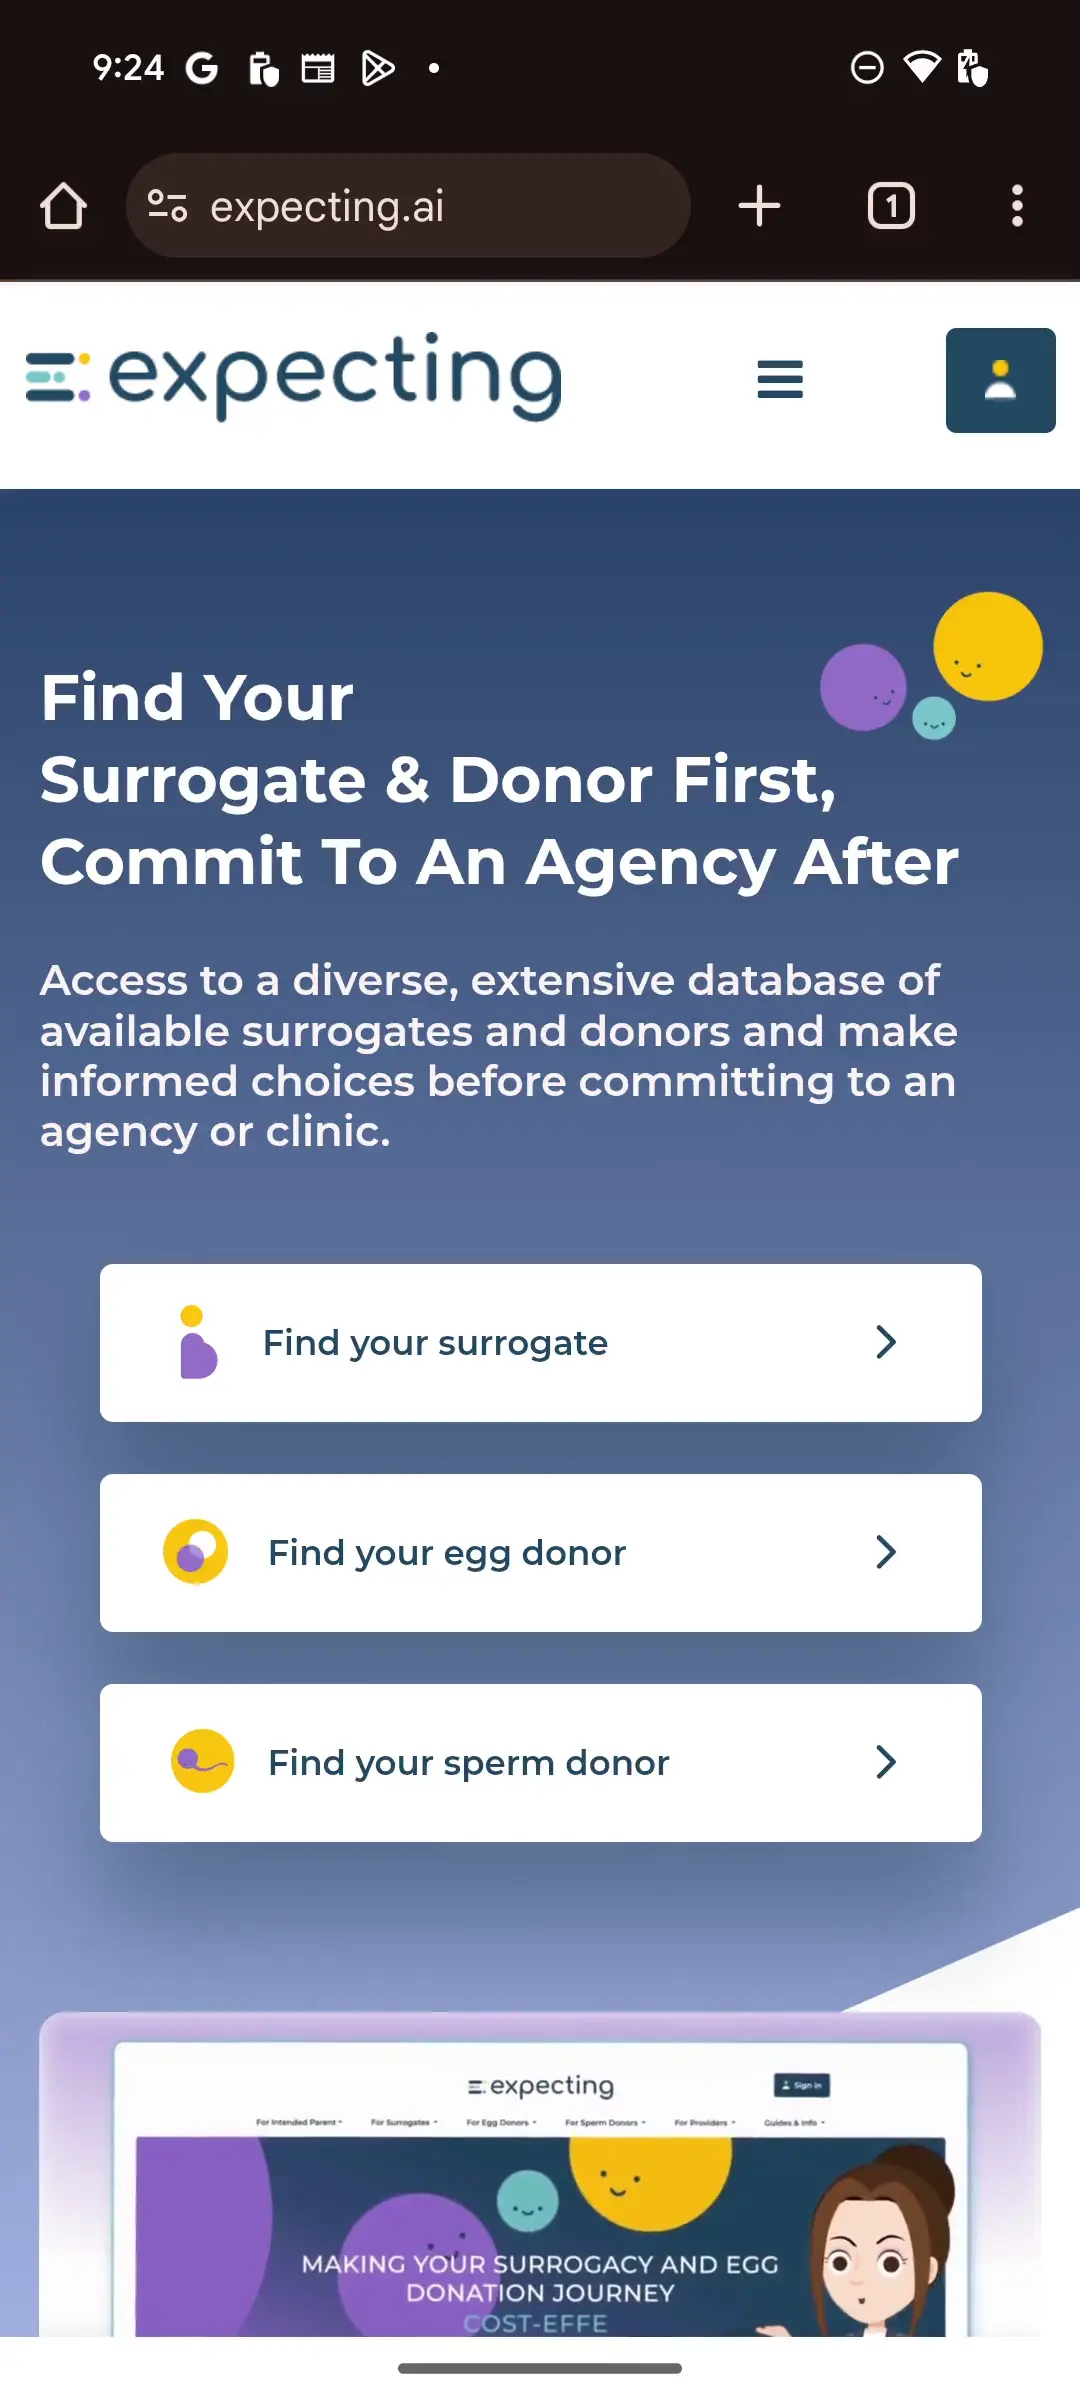 9:24
expecting.ai
1
expecting
Find Your
Surrogate & Donor First,
Commit To An Agency After
Access to a diverse, extensive database of
available surrogates and donors and make
informed choices before committing to an
agency or clinic.
Find your surrogate
Find your egg donor
Find your sperm donor
expecting
Sign in
For Intended Parent
For Surrogates
For Egg Donors
For Sperm Donors
For Providers
Guides & Info
MAKING YOUR SURROGACY AND EGG
DONATION JOURNEY
COST-EFFE